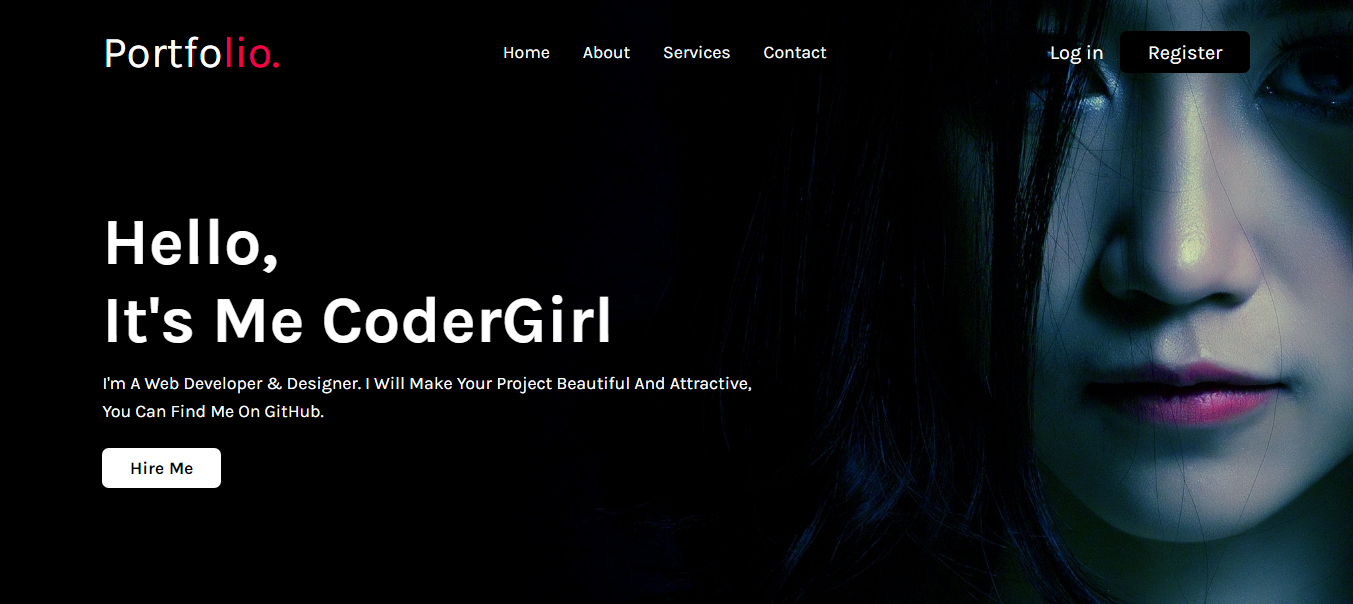 Portfolio.
Home About Services Contact
Log in Register
Hello,
It's Me CoderGirl
I'm A Web Developer & Designer. I Will Make Your Project Beautiful And Attractive,
You Can Find Me On GitHub.
Hire Me